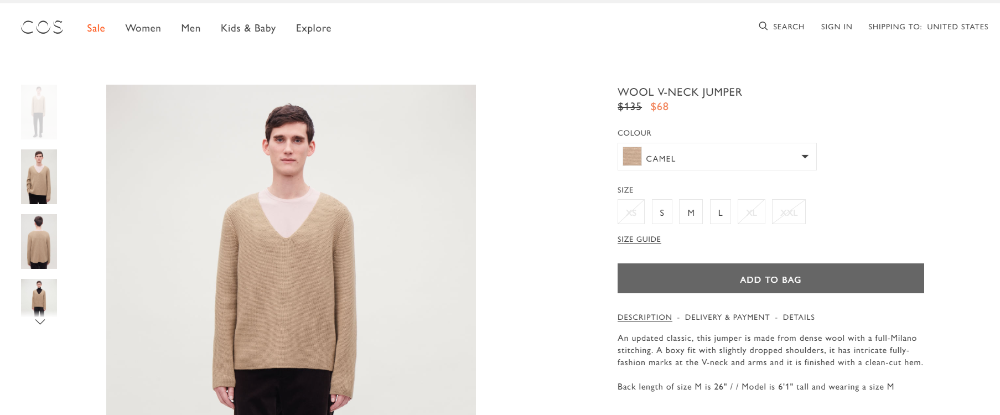 COS Sale Women Men Kids & Baby Explore SEARCH SIGN IN SHIPPING TO: UNITED STATES
WOOL V-NECK JUMPER
$135 $68
COLOUR
CAMEL
SIZE
XS S M L XL XXL
SIZE GUIDE
ADD TO BAG
DESCRIPTION - DELIVERY & PAYMENT - DETAILS
An updated classic, this jumper is made from dense wool with a full-Milano
stitching. A boxy fit with slightly dropped shoulders, it has intricate fully-
fashion marks at the V-neck and arms and it is finished with a clean-cut hem.
Back length of size M is 26" / / Model is 6'1" tall and wearing a size M